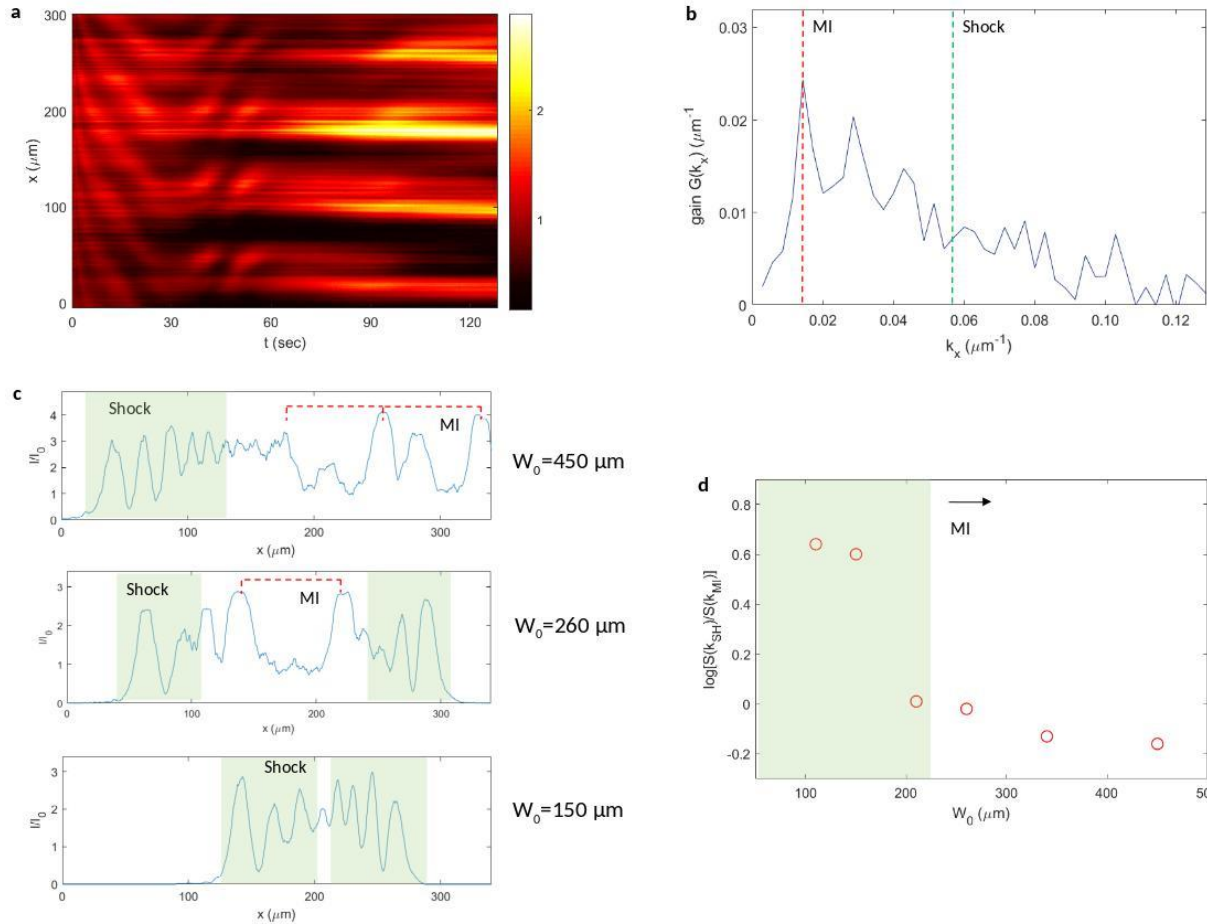 a
300
200
100
0
x (μm)
0 30 60 90 120
t (sec)
2
1
b
0.03
0.02
0.01
0
gain G(kₓ) (μm⁻¹)
MI
Shock
0 0.02 0.04 0.06 0.08 0.10 0.12
kₓ (μm⁻¹)
c
4
3
2
1
0
I/I₀
Shock
MI
0 100 200 300
x (μm)
W₀=450 μm
3
2
1
0
I/I₀
Shock
MI
0 100 200 300
x (μm)
W₀=260 μm
3
2
1
0
I/I₀
Shock
0 100 200 300
x (μm)
W₀=150 μm
d
0.8
0.6
0.4
0.2
0
-0.2
log[S(k_SH)/S(k_MI)]
MI
100 200 300 400 50
W₀ (μm)